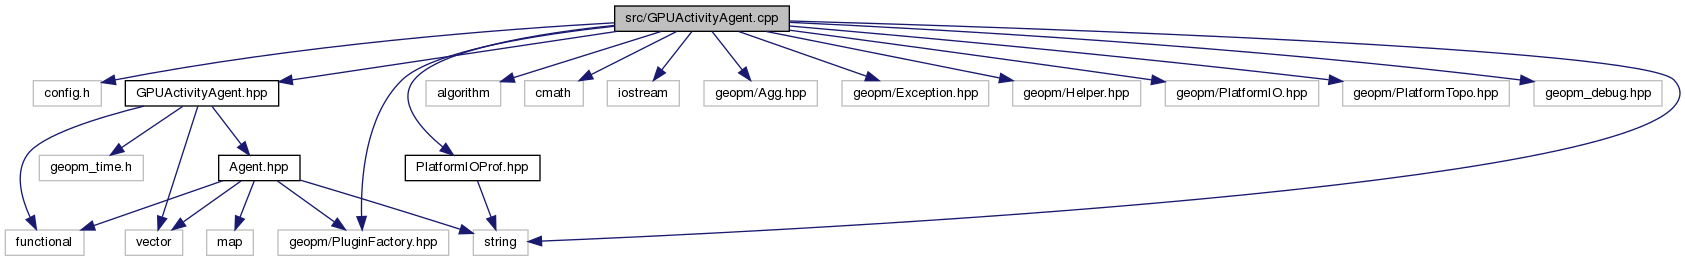 src/GPUActivityAgent.cpp
config.h
GPUActivityAgent.hpp
algorithm
cmath
iostream
geopm/Agg.hpp
geopm/Exception.hpp
geopm/Helper.hpp
geopm/PlatformIO.hpp
geopm/PlatformTopo.hpp
geopm_debug.hpp
geopm_time.h
Agent.hpp
PlatformIOProf.hpp
functional
vector
map
geopm/PluginFactory.hpp
string